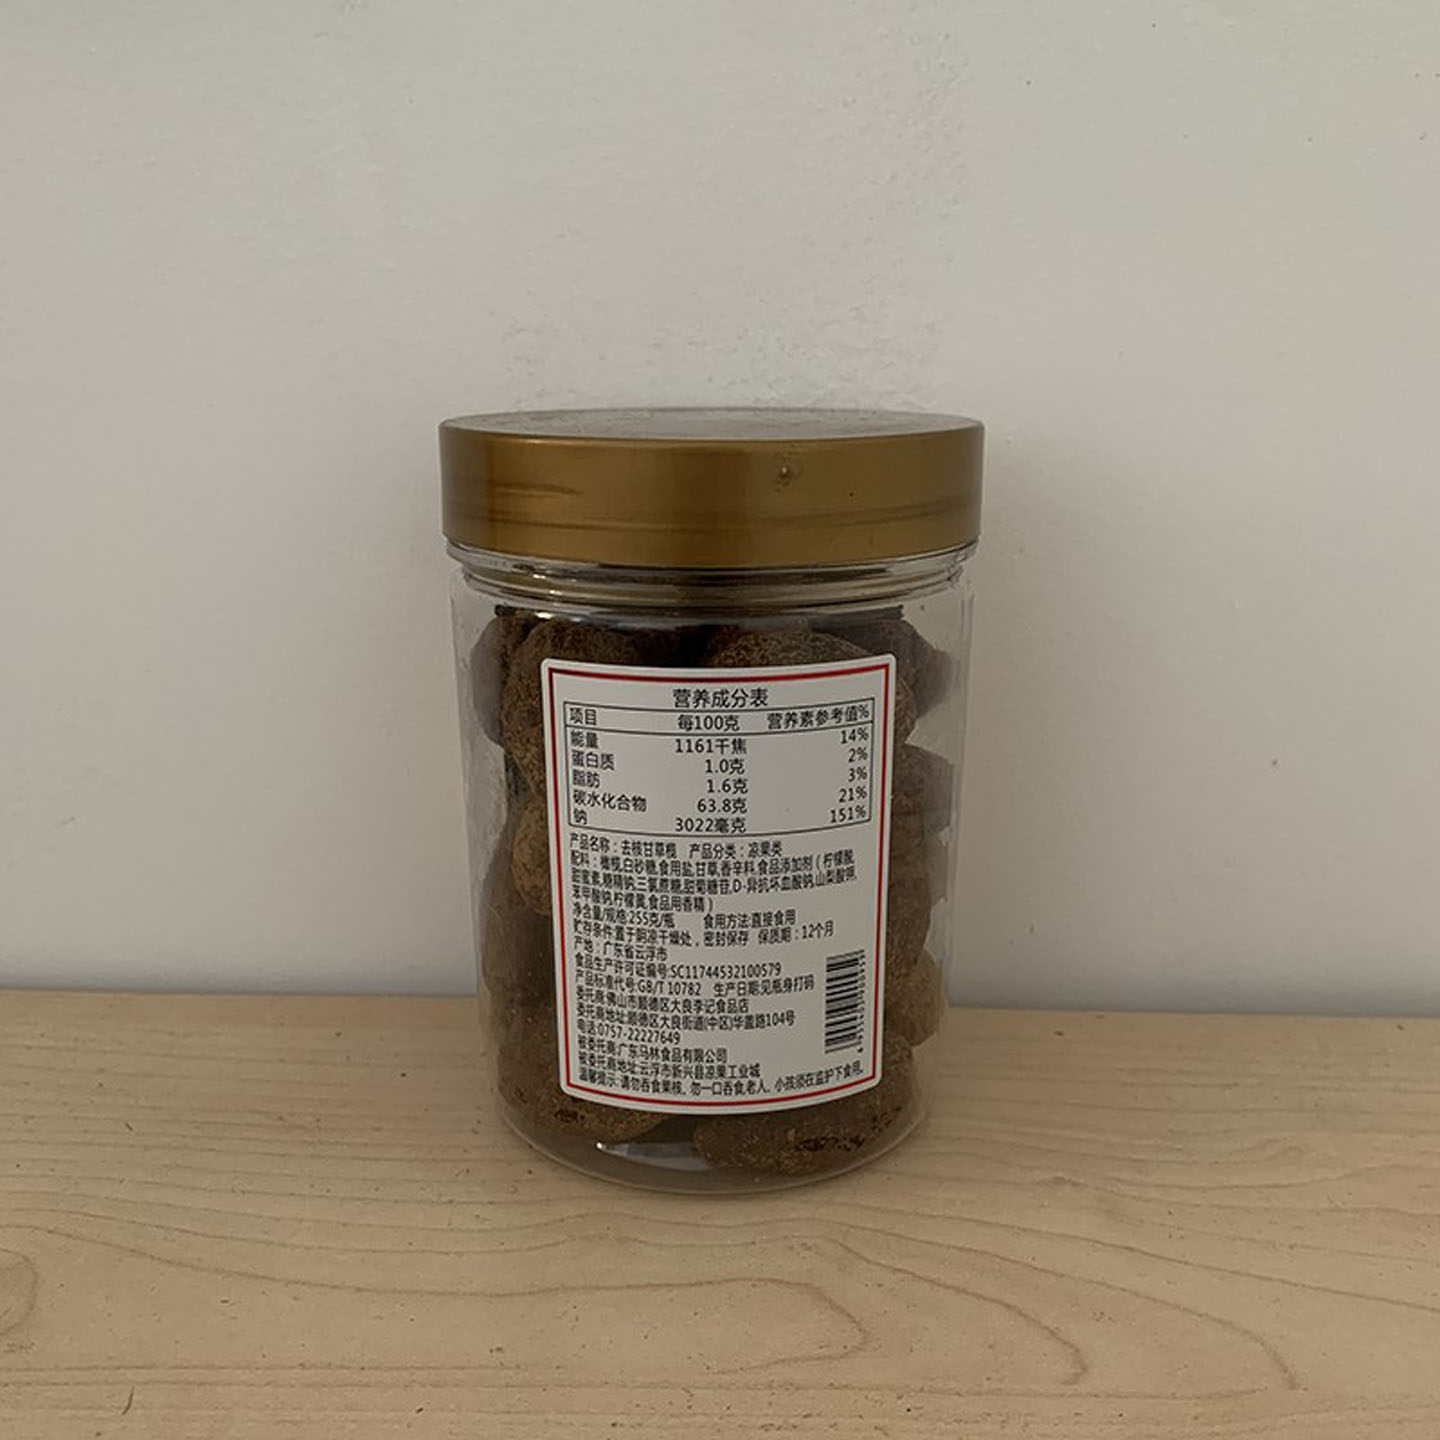 营养成分表
项目 每100克 营养素参考值%
能量 1161千焦 14%
蛋白质 1.0克 2%
脂肪 1.6克 3%
碳水化合物 63.8克 21%
钠 3022毫克 151%
产品名称：去核甘草榄 产品分类：凉果类
配料：橄榄,白砂糖,食用盐,甘草,香辛料,食品添加剂（柠檬酸,
甜蜜素,糖精钠,三氯蔗糖,甜菊糖苷,D-异抗坏血酸钠,山梨酸钾,
苯甲酸钠,柠檬黄,食品用香精）
净含量/规格:255克/瓶 食用方法:直接食用
贮存条件:置于阴凉干燥处，密封保存 保质期：12个月
产地：广东省云浮市
食品生产许可证编号:SC11744532100579
产品标准代号:GB/T 10782 生产日期:见瓶身打码
委托商:佛山市顺德区大良李记食品店
委托商地址:顺德区大良街道(中区)华盖路104号
电话:0757-22227649
被委托商:广东马林食品有限公司
被委托商地址:云浮市新兴县凉果工业城
温馨提示:请勿吞食果核, 勿一口吞食,老人, 小孩须在监护下食用,